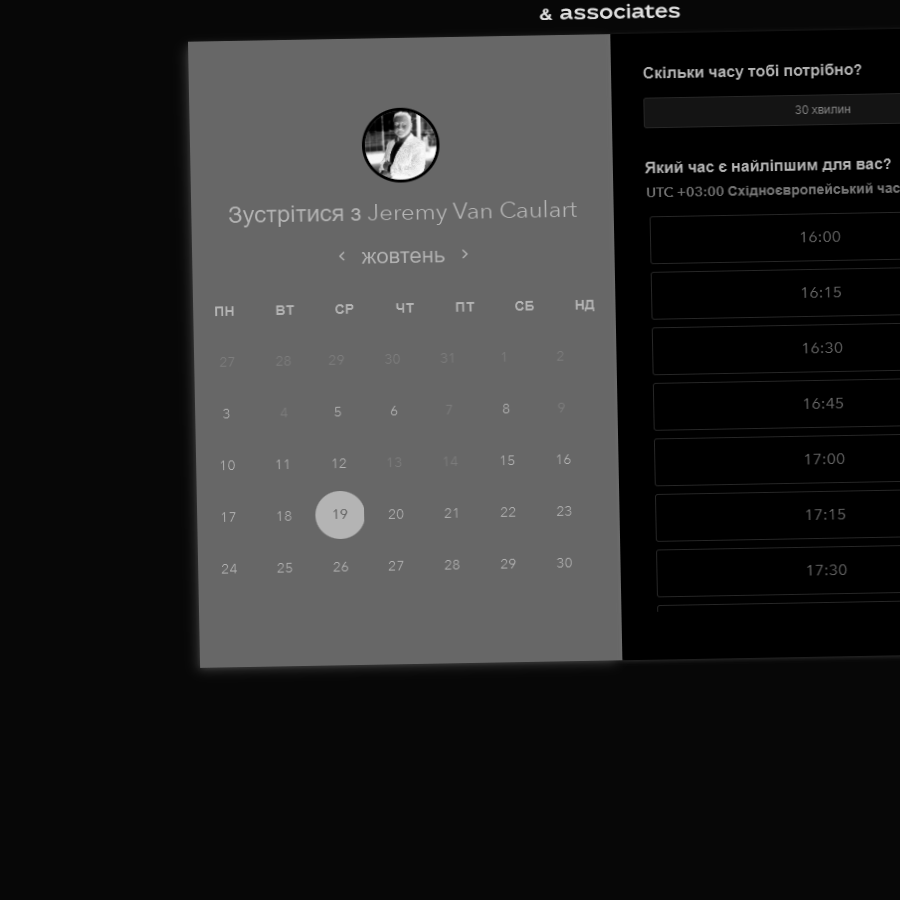 & associates
Зустрітися з Jeremy Van Caulart
жовтень
ПН ВТ СР ЧТ ПТ СБ НД
27 28 29 30 31 1 2
3 4 5 6 7 8 9
10 11 12 13 14 15 16
17 18 19 20 21 22 23
24 25 26 27 28 29 30
Скільки часу тобі потрібно?
30 хвилин
Який час є найліпшим для вас?
UTC +03:00 Східноєвропейський час
16:00
16:15
16:30
16:45
17:00
17:15
17:30